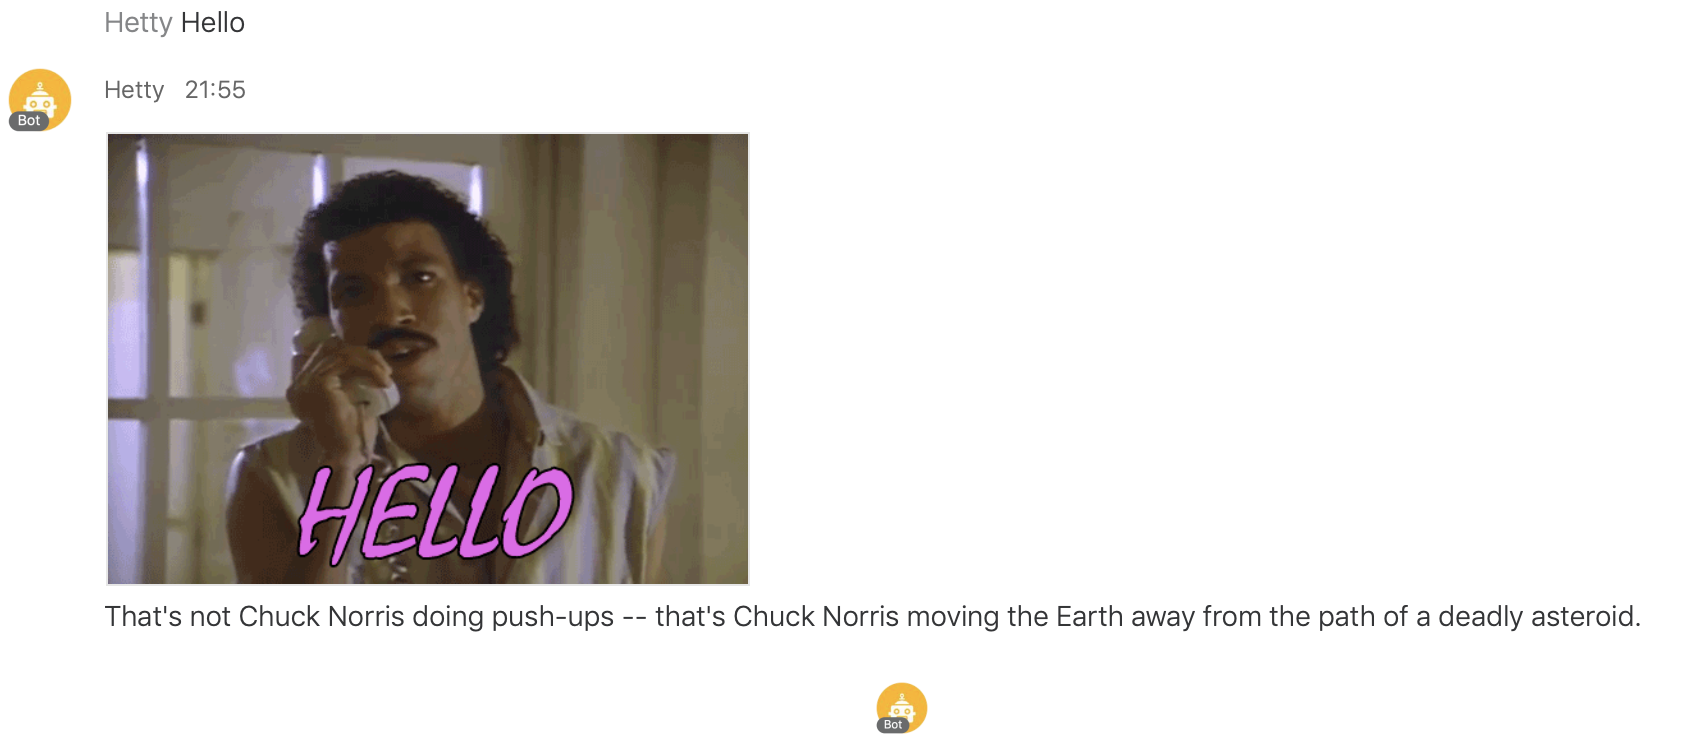 Hetty Hello
Hetty 21:55
Bot
HELLO
That's not Chuck Norris doing push-ups -- that's Chuck Norris moving the Earth away from the path of a deadly asteroid.
Bot